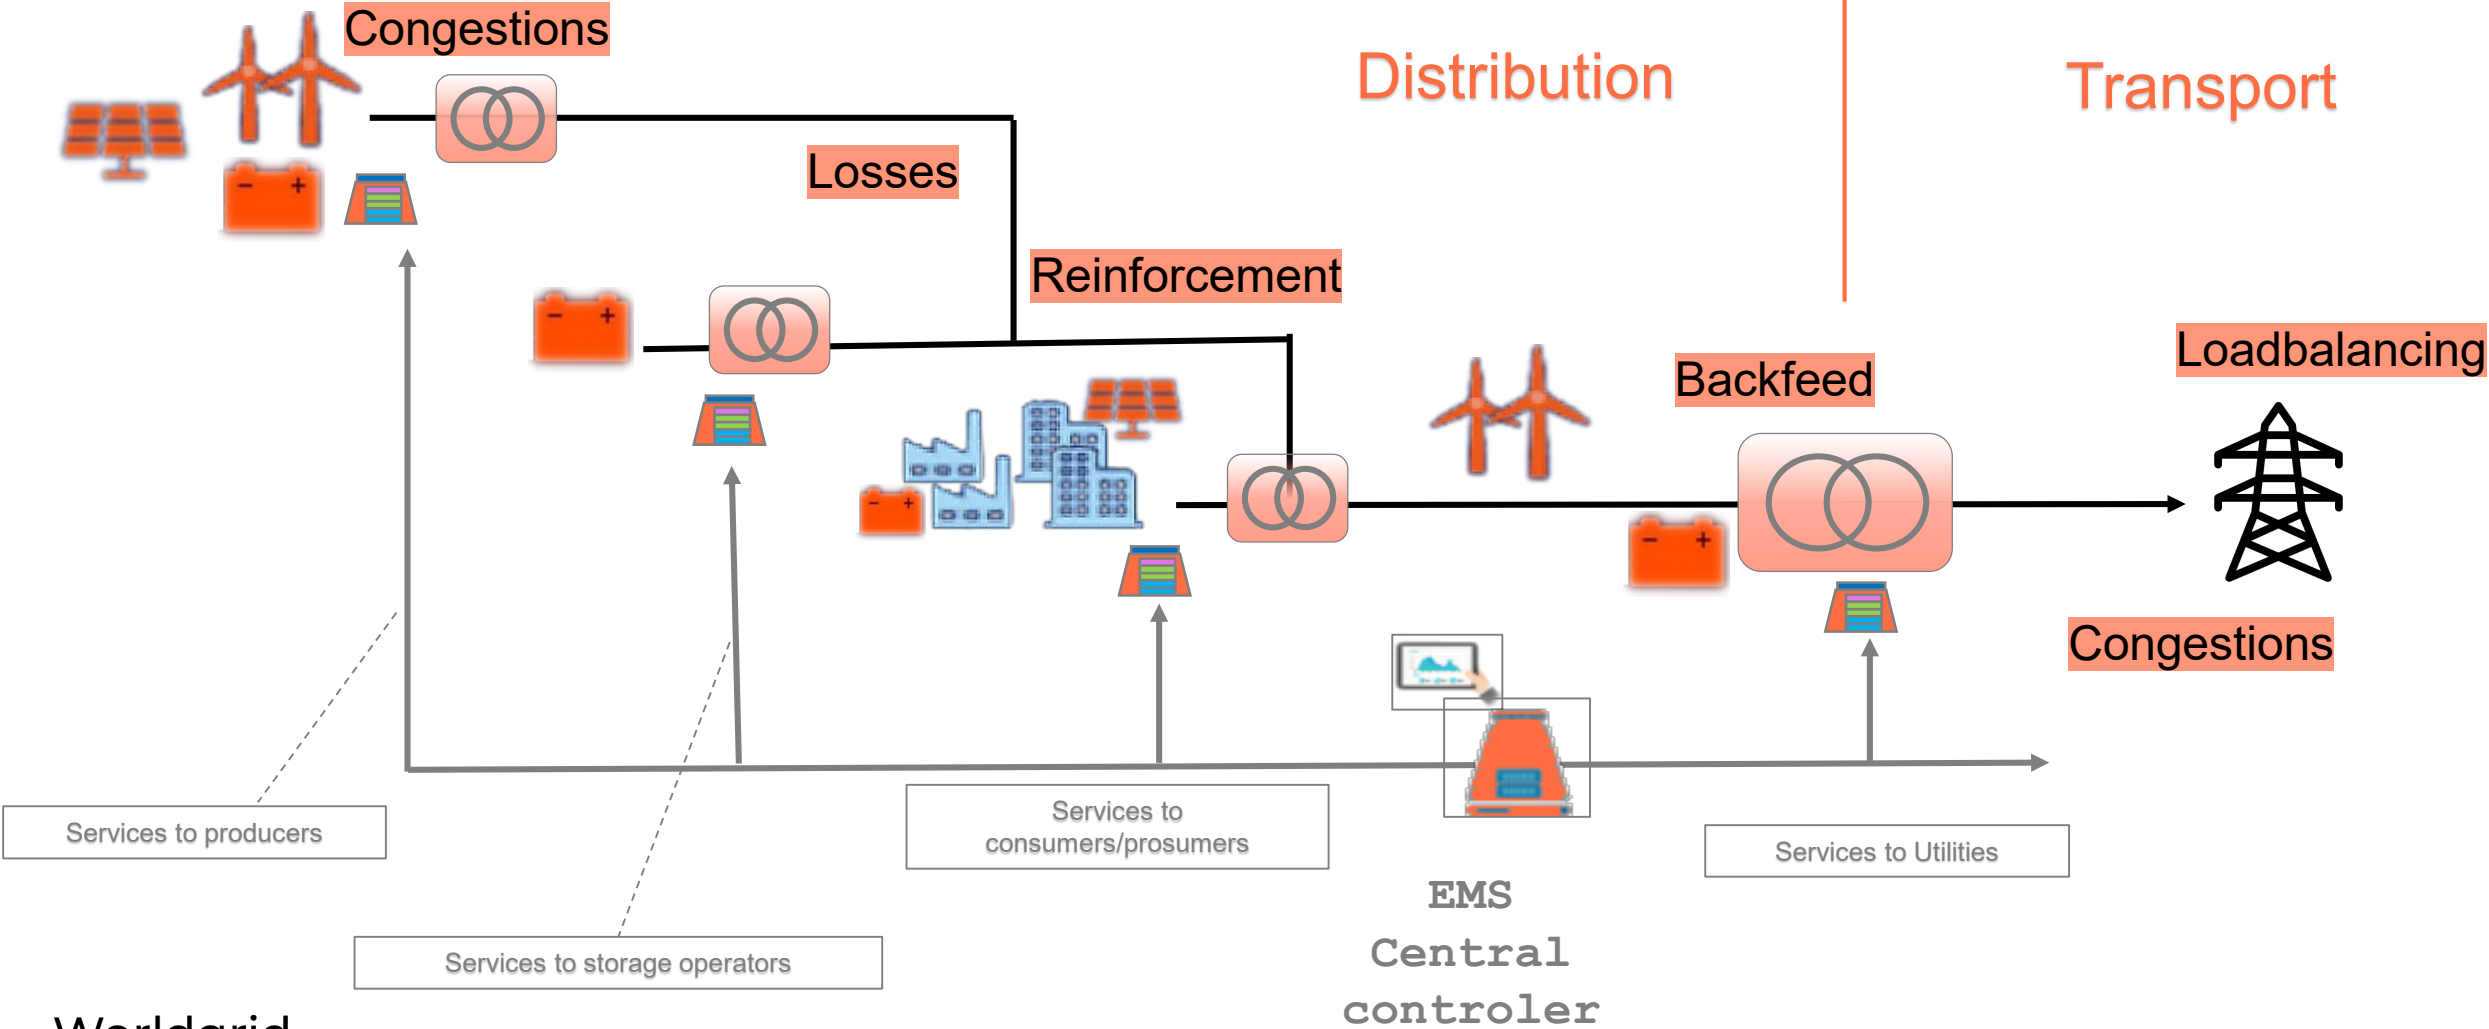 Congestions
Distribution
Transport
Losses
Reinforcement
Loadbalancing
Backfeed
Congestions
Services to producers
Services to
consumers/prosumers
Services to Utilities
EMS
Central
controler
Services to storage operators
Worldgrid